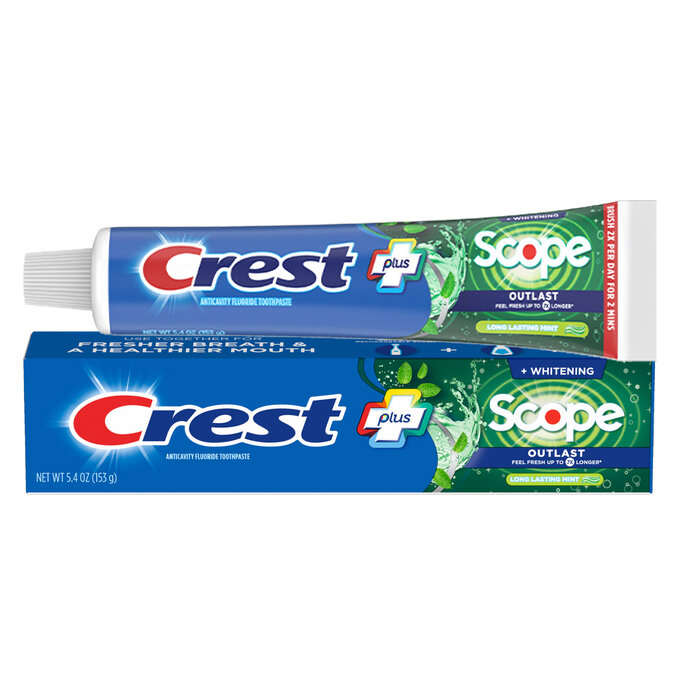 + WHITENING
Crest
plus
Scope
ANTICAVITY FLUORIDE TOOTHPASTE
OUTLAST
FEEL FRESH UP TO 7X LONGER*
LONG LASTING MINT
NET WT 5.4 OZ (153 g)
BRUSH 2X PER DAY FOR 2 MINS
USE TOGETHER FOR
FRESHER BREATH &
A HEALTHIER MOUTH
+
+ WHITENING
Crest
plus
Scope
ANTICAVITY FLUORIDE TOOTHPASTE
OUTLAST
FEEL FRESH UP TO 7X LONGER*
LONG LASTING MINT
NET WT 5.4 OZ (153 g)